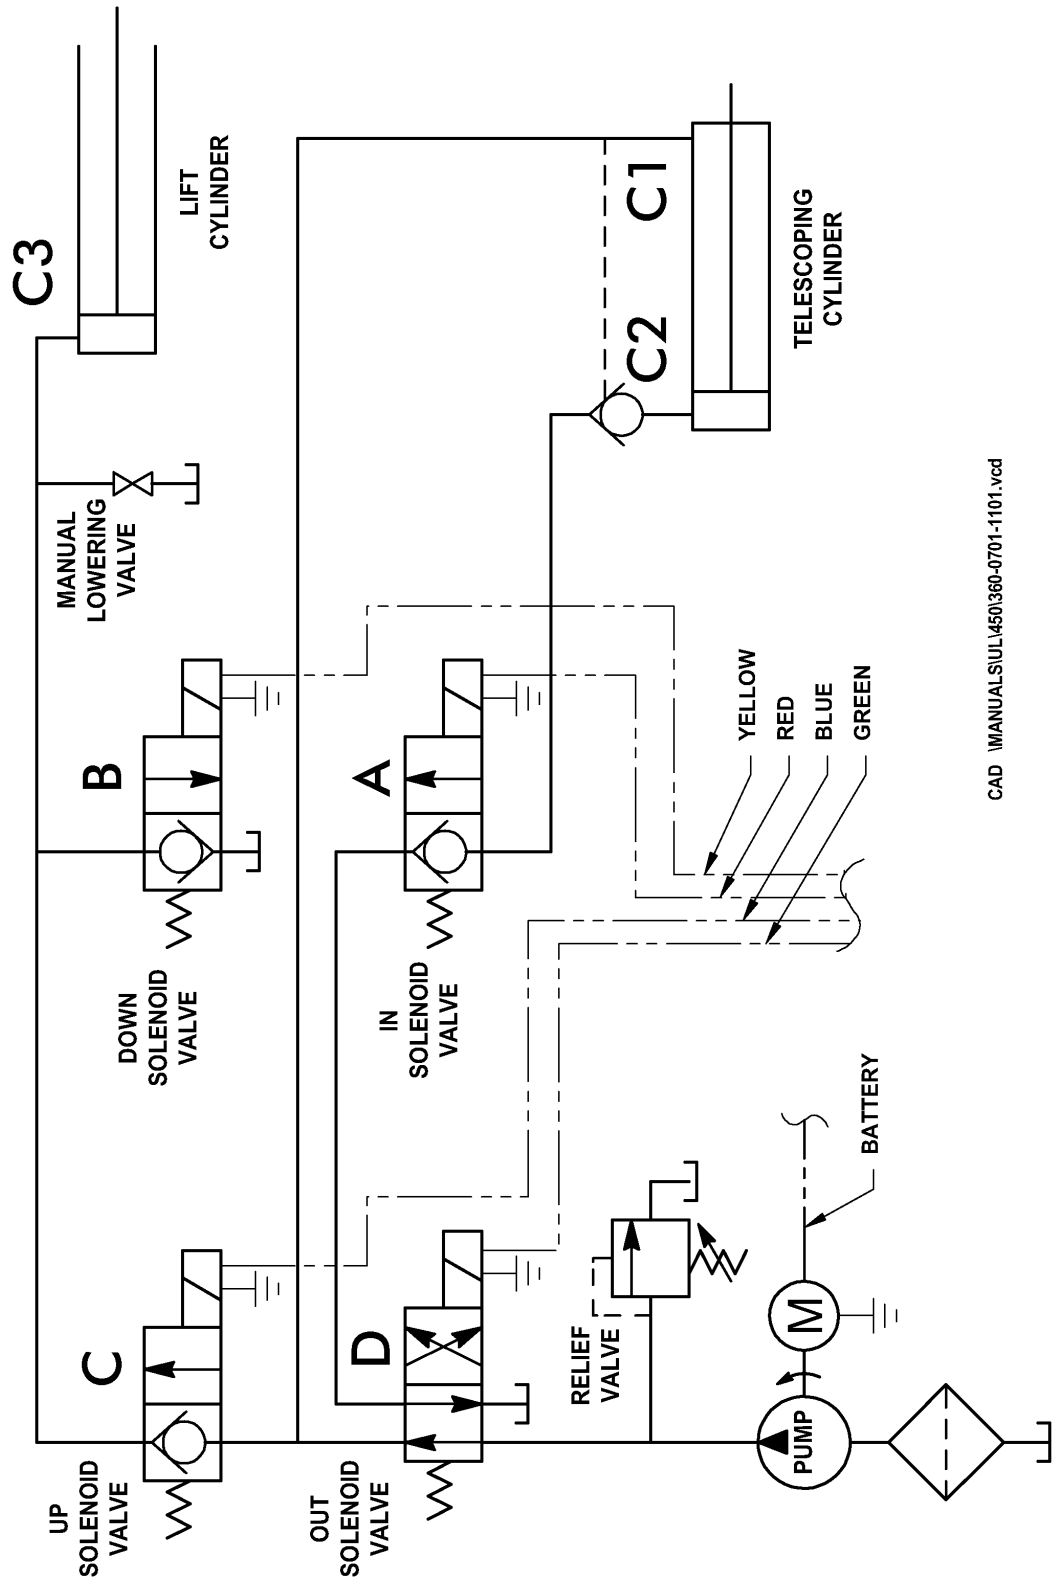 C3
LIFT
CYLINDER
MANUAL
LOWERING
VALVE
B
DOWN
SOLENOID
VALVE
C
UP
SOLENOID
VALVE
C1
C2
TELESCOPING
CYLINDER
A
IN
SOLENOID
VALVE
D
OUT
SOLENOID
VALVE
RELIEF
VALVE
YELLOW
RED
BLUE
GREEN
BATTERY
M
PUMP
CAD \MANUALS\UL\450\360-0701-1101.vcd